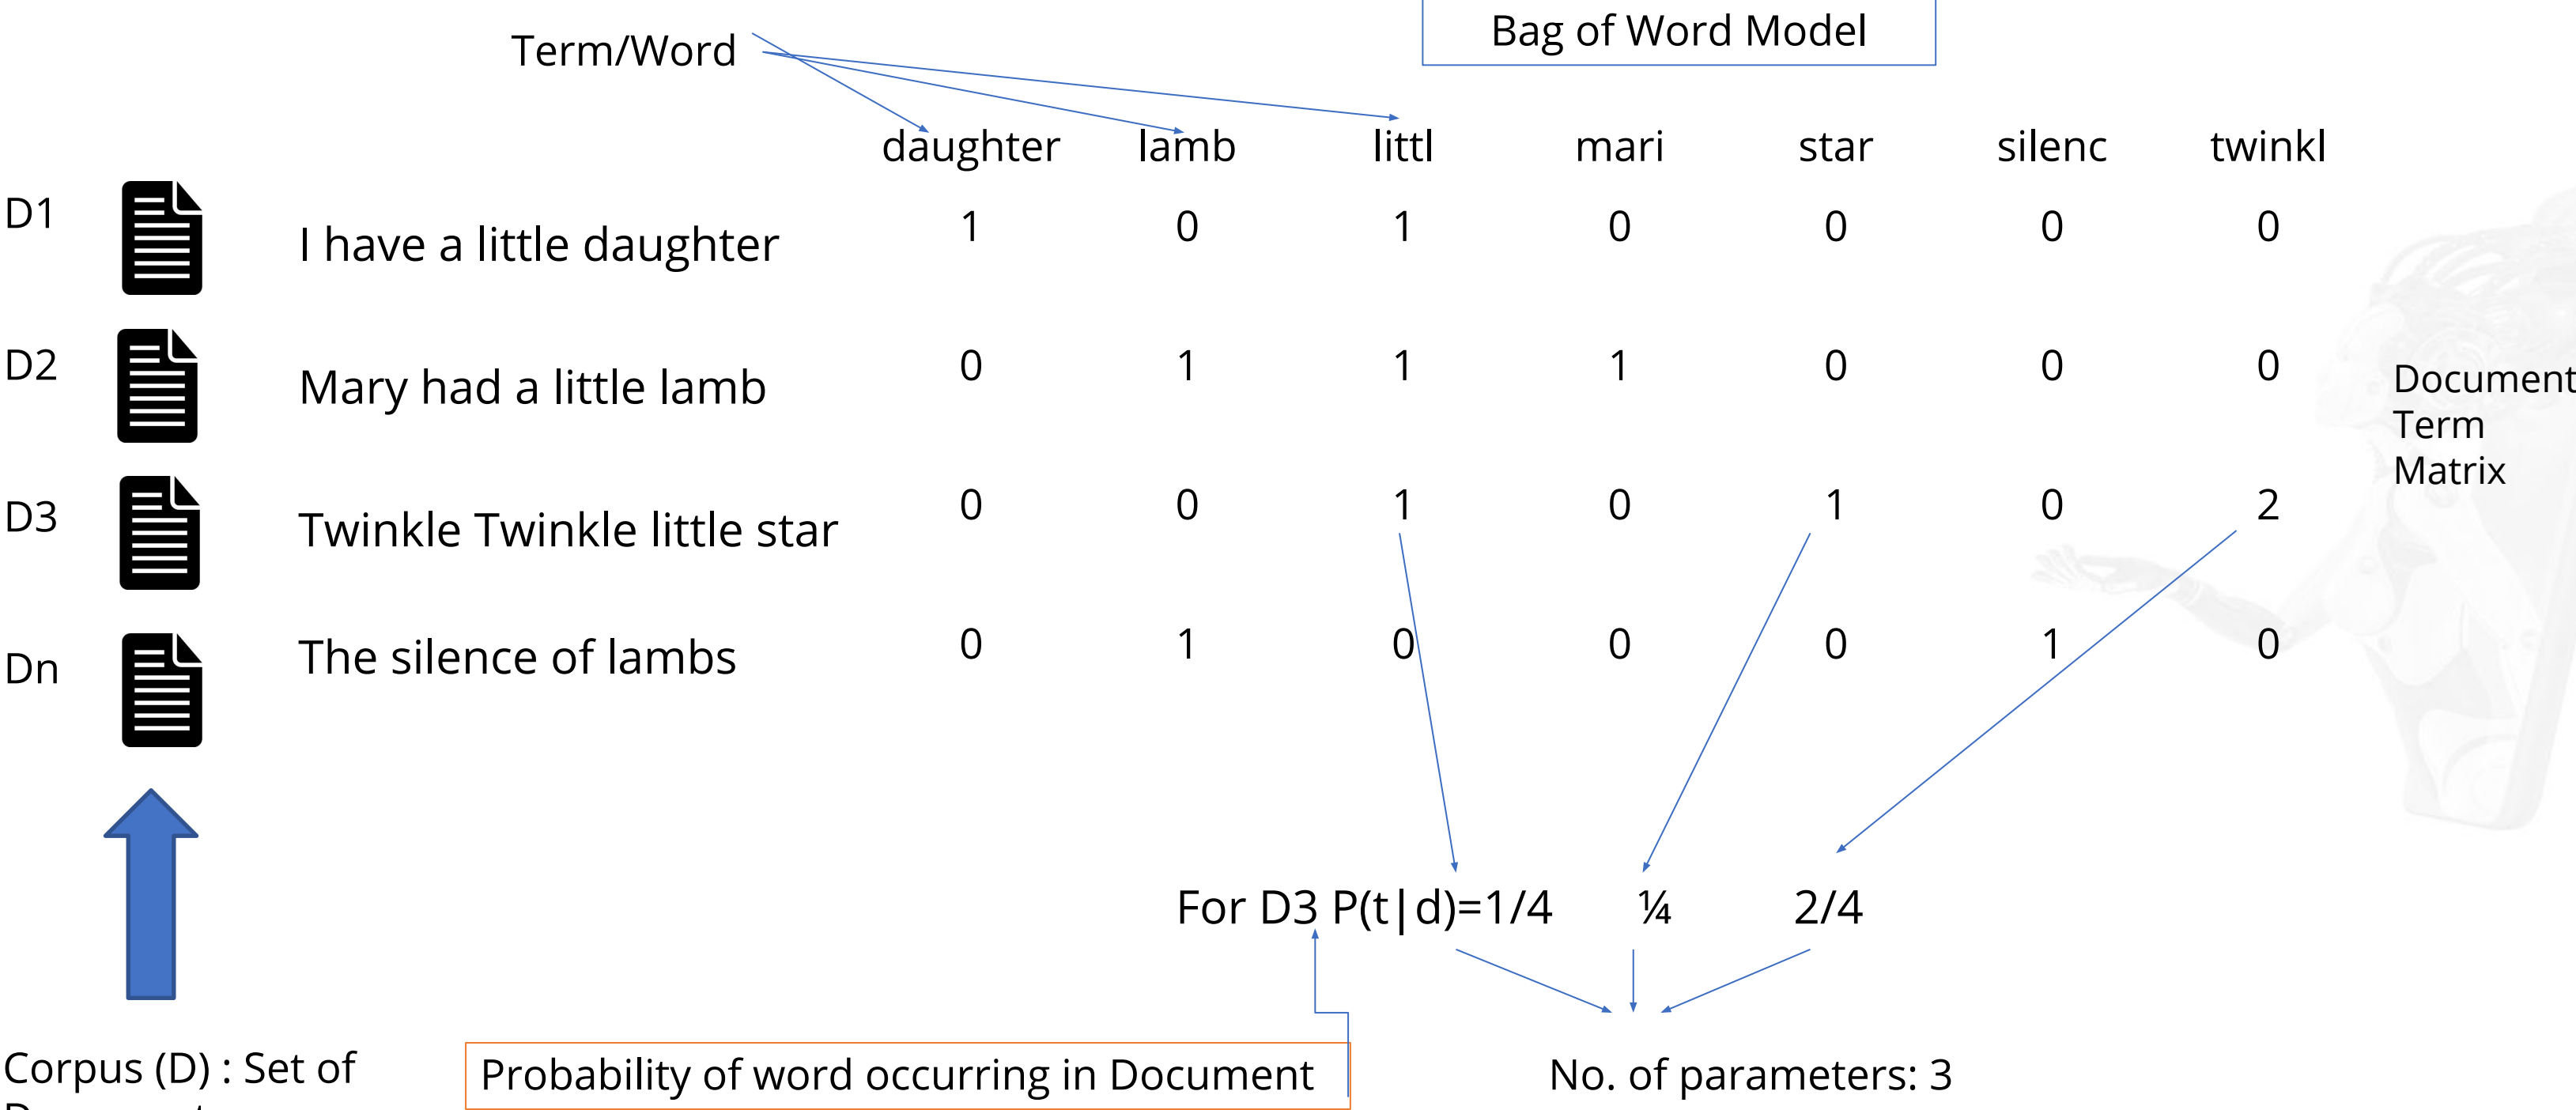 Bag of Word Model
Term/Word
daughter lamb littl mari star silenc twinkl
D1 I have a little daughter 1 0 1 0 0 0 0
D2 Mary had a little lamb 0 1 1 1 0 0 0
Document
Term
Matrix
D3 Twinkle Twinkle little star 0 0 1 0 1 0 2
Dn The silence of lambs 0 1 0 0 0 1 0
For D3 P(t|d)=1/4 ¼ 2/4
Corpus (D) : Set of
Probability of word occurring in Document
No. of parameters: 3